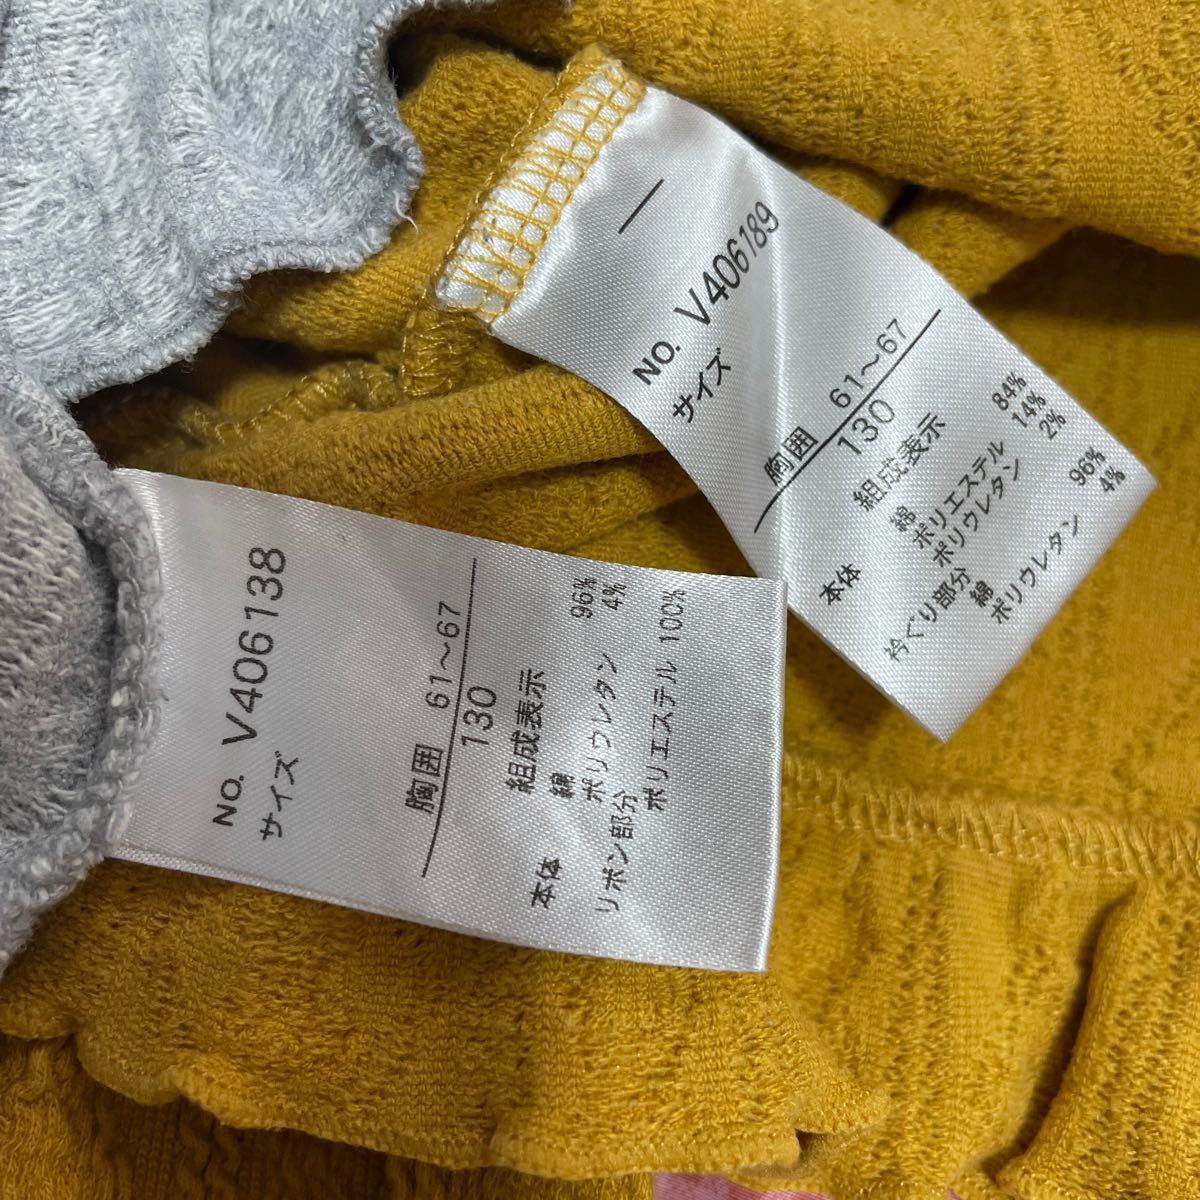 No. V406189
サイズ
胸囲 61～67
130
組成表示
本体 綿 84%
ポリエステル 14%
ポリウレタン 2%
衿ぐり部分 綿 96%
ポリウレタン 4%
No. V406138
サイズ
胸囲 61～67
130
組成表示
本体 綿 96%
ポリウレタン 4%
リボン部分
ポリエステル 100%